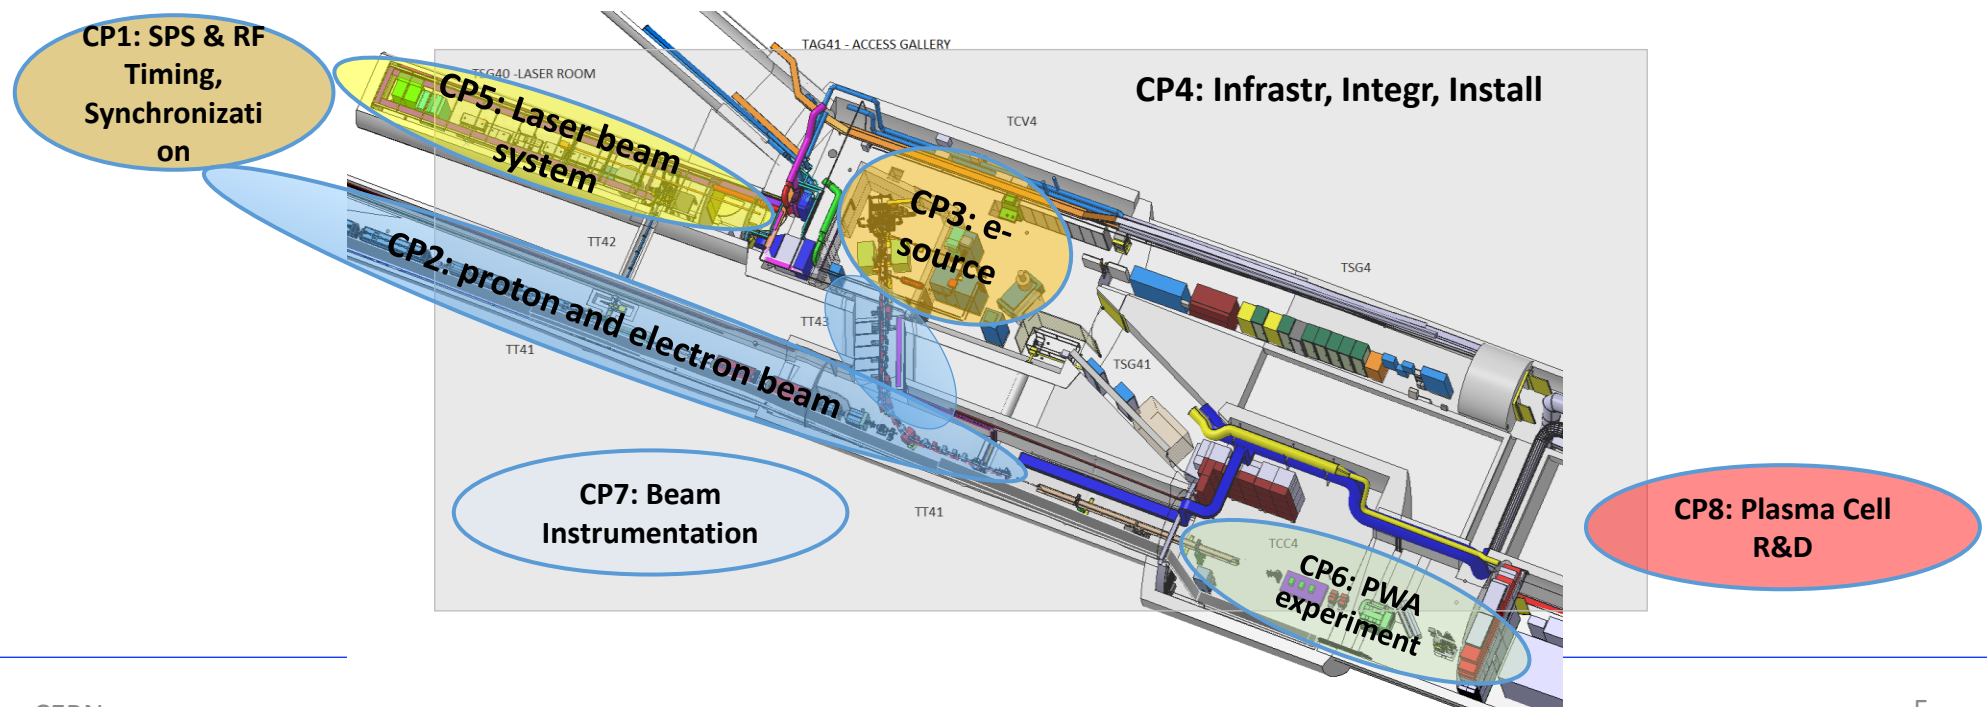 CP1: SPS & RF
Timing,
Synchronizati
on
TAG41 - ACCESS GALLERY
TSG40 -LASER ROOM
CP5: Laser beam
system
CP4: Infrastr, Integr, Install
TCV4
CP3: e-
source
TT42
TSG4
CP2: proton and electron beam
TT43
TT41
TSG41
CP7: Beam
Instrumentation
TT41
TCC4
CP6: PWA
experiment
CP8: Plasma Cell
R&D